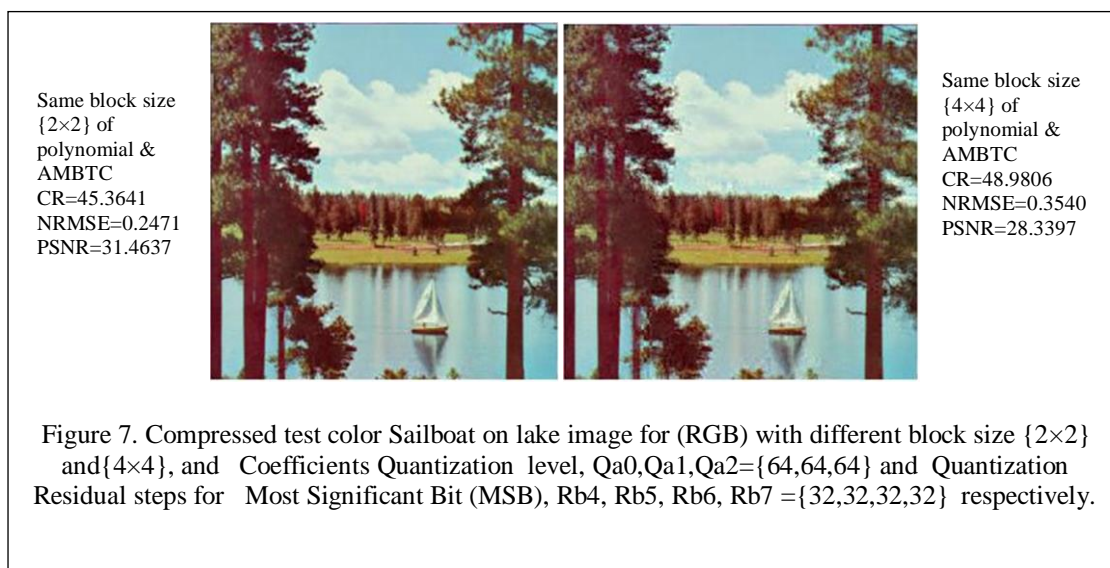 Same block size
{2×2} of
polynomial &
AMBTC
CR=45.3641
NRMSE=0.2471
PSNR=31.4637
Same block size
{4×4} of
polynomial &
AMBTC
CR=48.9806
NRMSE=0.3540
PSNR=28.3397
Figure 7. Compressed test color Sailboat on lake image for (RGB) with different block size {2×2}
and{4×4}, and Coefficients Quantization level, Qa0,Qa1,Qa2={64,64,64} and Quantization
Residual steps for Most Significant Bit (MSB), Rb4, Rb5, Rb6, Rb7 ={32,32,32,32} respectively.